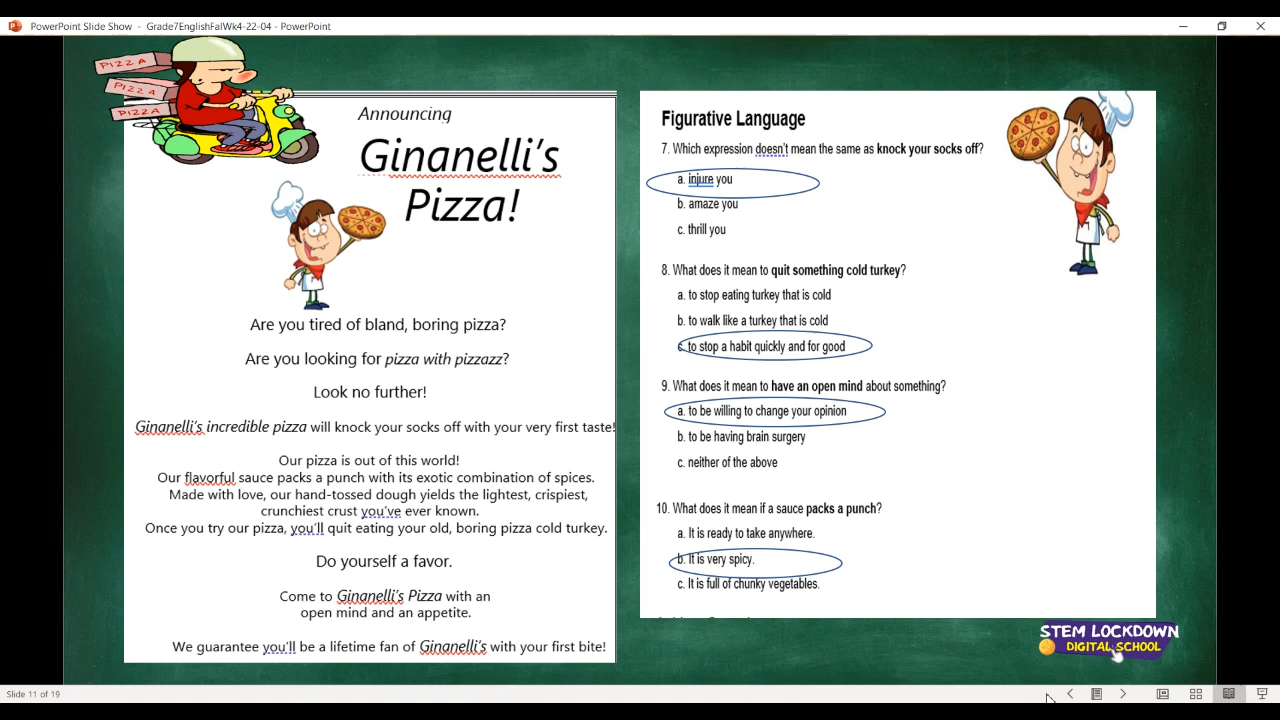 PowerPoint Slide Show - Grade7EnglishFalWk4-22-04 - PowerPoint
PIZZA
PIZZA
PIZZA
Announcing
Ginanelli's
Pizza!
Are you tired of bland, boring pizza?
Are you looking for pizza with pizzazz?
Look no further!
Ginanelli's incredible pizza will knock your socks off with your very first taste!
Our pizza is out of this world!
Our flavorful sauce packs a punch with its exotic combination of spices.
Made with love, our hand-tossed dough yields the lightest, crispiest,
crunchiest crust you've ever known.
Once you try our pizza, you'll quit eating your old, boring pizza cold turkey.
Do yourself a favor.
Come to Ginanelli's Pizza with an
open mind and an appetite.
We guarantee you'll be a lifetime fan of Ginanelli's with your first bite!
Figurative Language
7. Which expression doesn't mean the same as knock your socks off?
a. injure you
b. amaze you
c. thrill you
8. What does it mean to quit something cold turkey?
a. to stop eating turkey that is cold
b. to walk like a turkey that is cold
c. to stop a habit quickly and for good
9. What does it mean to have an open mind about something?
a. to be willing to change your opinion
b. to be having brain surgery
c. neither of the above
10. What does it mean if a sauce packs a punch?
a. It is ready to take anywhere.
b. It is very spicy.
c. It is full of chunky vegetables.
STEM LOCKDOWN
DIGITAL SCHOOL
Slide 11 of 19